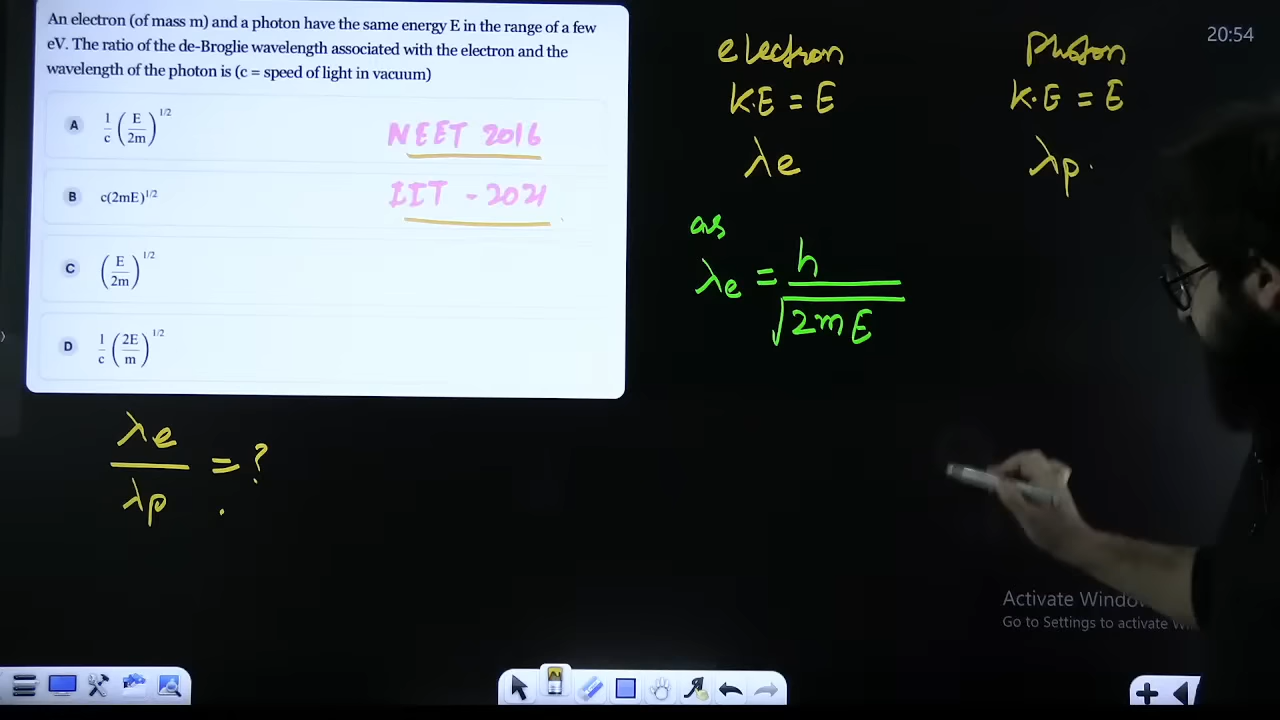 An electron (of mass m) and a photon have the same energy E in the range of a few
eV. The ratio of the de-Broglie wavelength associated with the electron and the
wavelength of the photon is (c = speed of light in vacuum)
A 1/c (E/2m)^1/2
B c(2mE)^1/2
C (E/2m)^1/2
D 1/c (2E/m)^1/2
NEET 2016
IIT - 2021
λe/λp = ?
electron
K.E = E
λe
Photon
K.E = E
λp.
as
λe = h/√2mE
20:54
Activate Windo
Go to Settings to activate